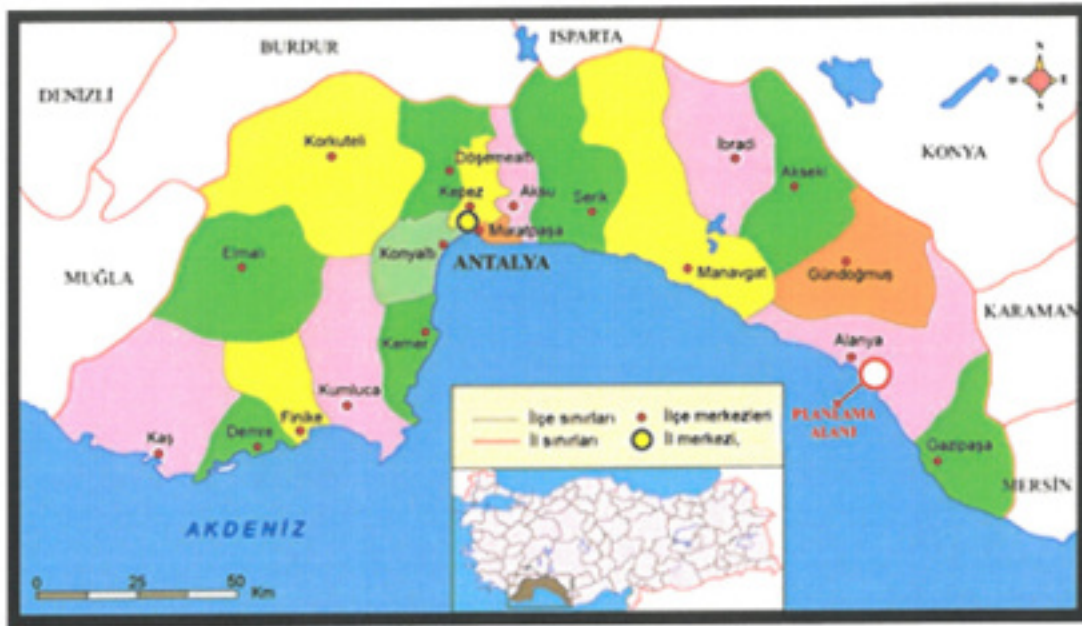 ISPARTA
BURDUR
DENİZLİ
KONYA
N
W E
S
Korkuteli
İbradi
Döşemealtı
Akseki
Kepez
Aksu
Serik
Muratpaşa
Konyaltı
ANTALYA
Elmalı
Manavgat
Gündoğmuş
MUĞLA
KARAMAN
Kemer
Alanya
Kumluca
PLANLAMA
ALANI
Finike
Demre
Kaş
Gazipaşa
MERSİN
İlçe sınırları
İlçe merkezleri
İl sınırları
İl merkezi,
AKDENİZ
0 25 50
Km